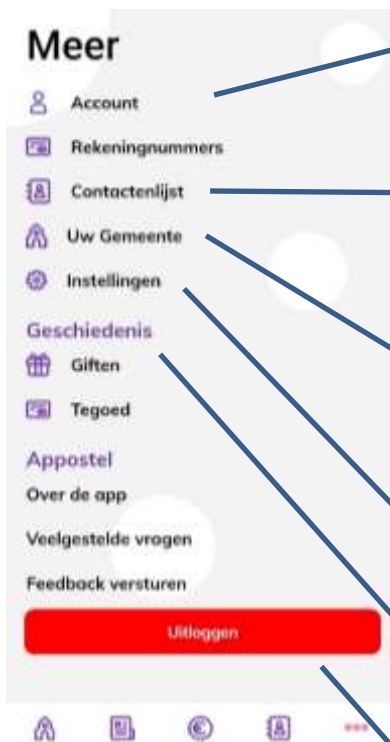 Meer
Account
Rekeningnummers
Contactenlijst
Uw Gemeente
Instellingen
Geschiedenis
Giften
Tegoed
Appostel
Over de app
Veelgestelde vragen
Feedback versturen
Uitloggen